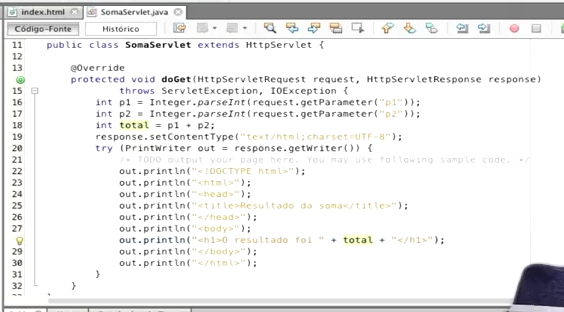 index.html SomaServlet.java
Código-Fonte Histórico
11 public class SomaServlet extends HttpServlet {
12
13 @Override
protected void doGet(HttpServletRequest request, HttpServletResponse response)
15 throws ServletException, IOException {
16 int p1 = Integer.parseInt(request.getParameter("p1"));
17 int p2 = Integer.parseInt(request.getParameter("p2"));
18 int total = p1 + p2;
19 response.setContentType("text/html;charset=UTF-8");
20 try (PrintWriter out = response.getWriter()) {
21 /* TODO output your page here. You may use following sample code. */
22 out.println("<!DOCTYPE html>");
23 out.println("<html>");
24 out.println("<head>");
25 out.println("<title>Resultado da soma</title>");
26 out.println("</head>");
27 out.println("<body>");
out.println("<h1>O resultado foi " + total + "</h1>");
29 out.println("</body>");
30 out.println("</html>");
31 }
32 }